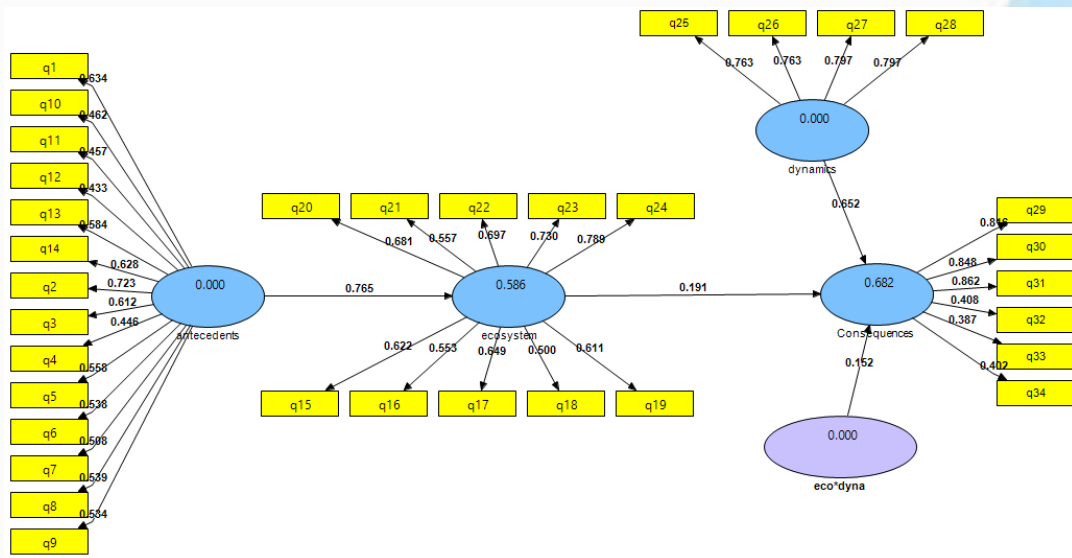 q25
q26
q27
q28
0.763
0.763
0.797
0.797
0.000
dynamics
0.652
q1
q10
q11
q12
q13
q14
q2
q3
q4
q5
q6
q7
q8
q9
0.634
0.462
0.457
0.433
0.584
0.628
0.723
0.612
0.446
0.558
0.538
0.508
0.539
0.534
0.000
antecedents
0.765
q20
q21
q22
q23
q24
0.681
0.557
0.697
0.730
0.789
0.586
ecosystem
0.622
0.553
0.649
0.500
0.611
q15
q16
q17
q18
q19
0.191
0.682
Consequences
0.816
0.848
0.862
0.408
0.387
0.402
q29
q30
q31
q32
q33
q34
0.152
0.000
eco*dyna